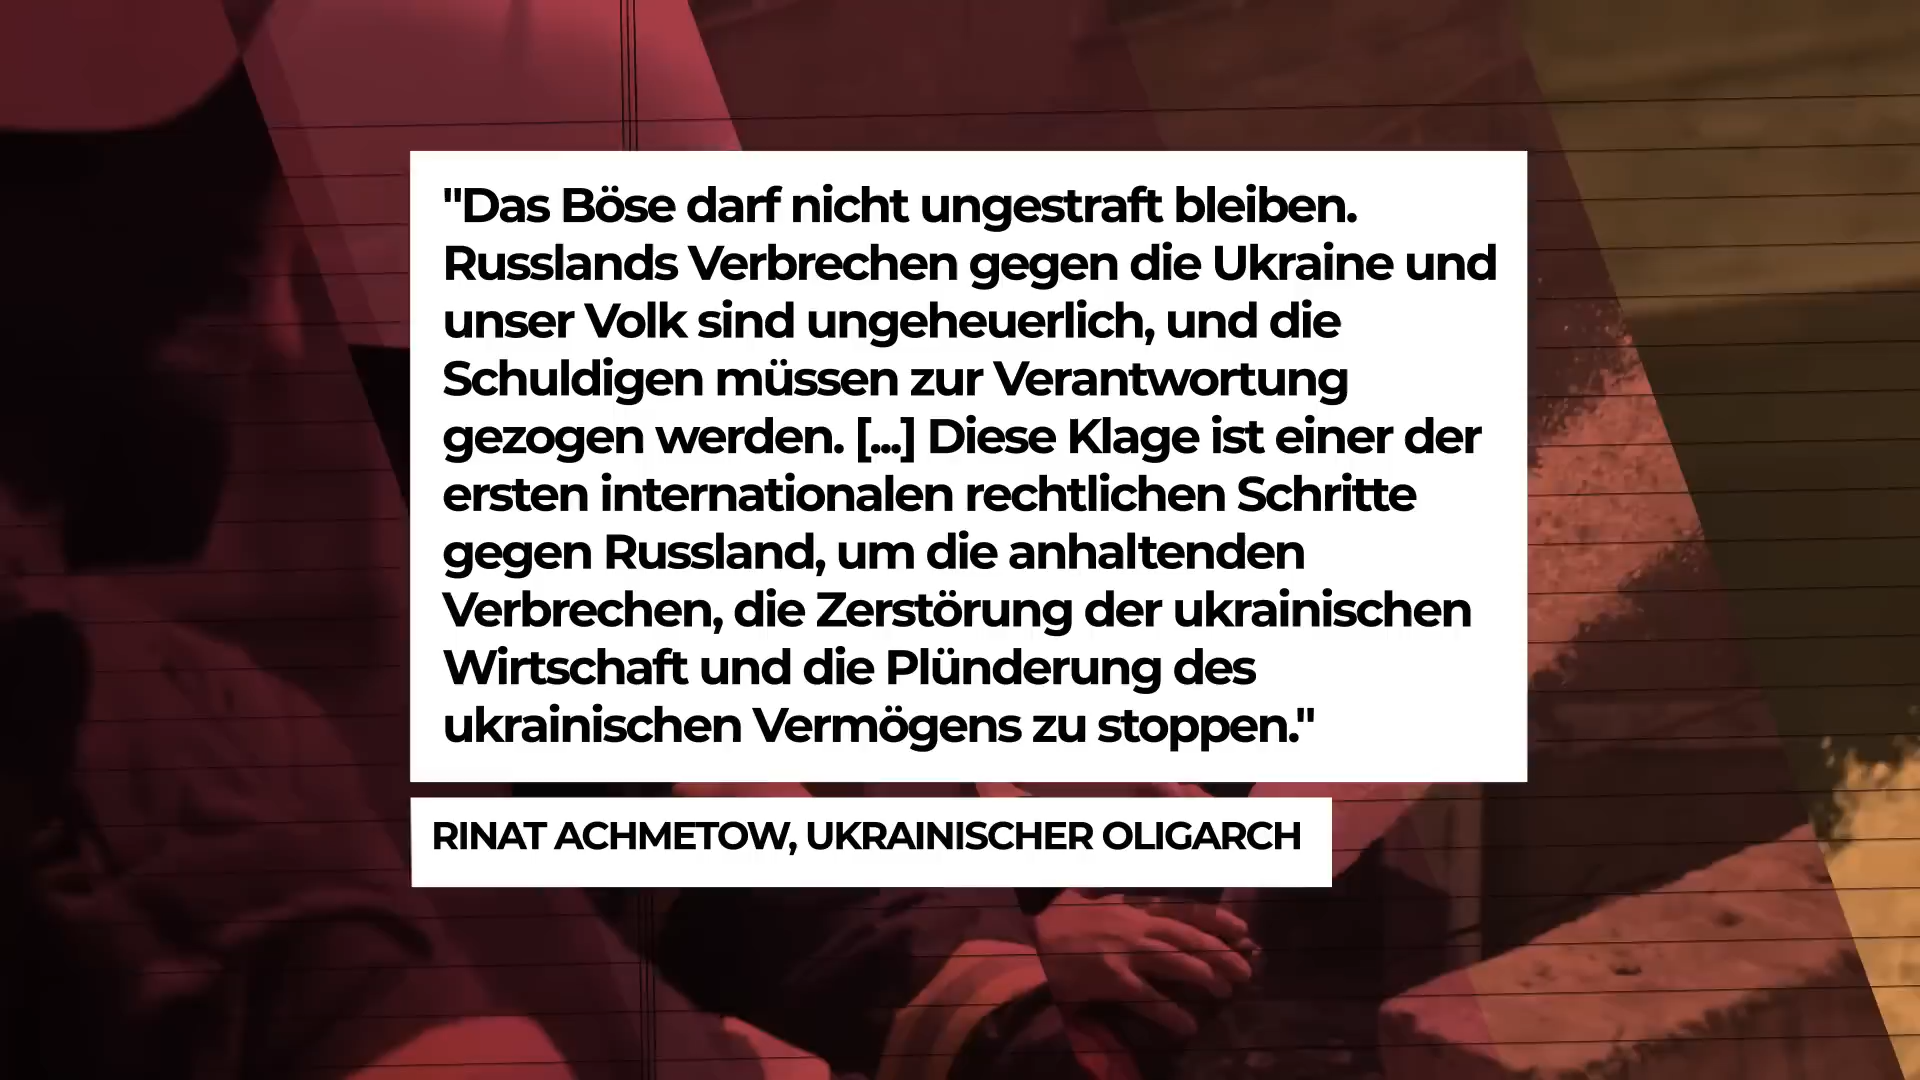 "Das Böse darf nicht ungestraft bleiben.
Russlands Verbrechen gegen die Ukraine und
unser Volk sind ungeheuerlich, und die
Schuldigen müssen zur Verantwortung
gezogen werden. [...] Diese Klage ist einer der
ersten internationalen rechtlichen Schritte
gegen Russland, um die anhaltenden
Verbrechen, die Zerstörung der ukrainischen
Wirtschaft und die Plünderung des
ukrainischen Vermögens zu stoppen."
RINAT ACHMETOW, UKRAINISCHER OLIGARCH